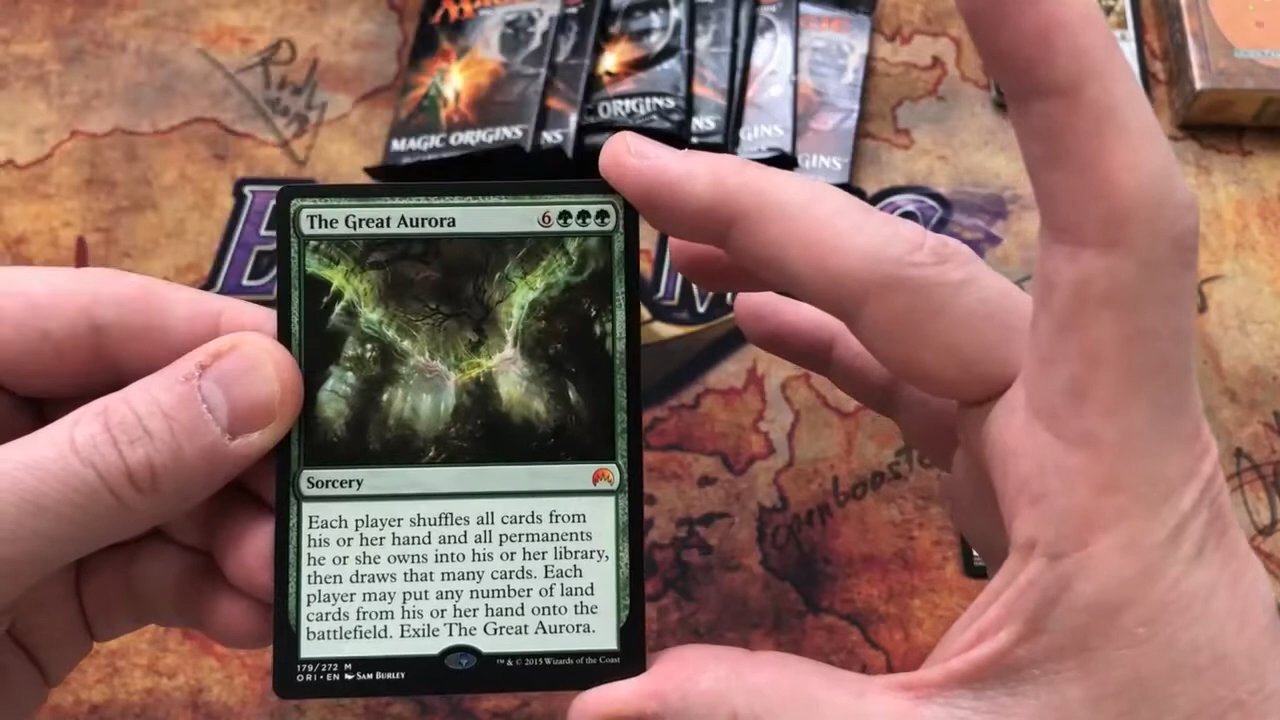 MAGIC ORIGINS
NS
ORIGINS
NS
GINS
GINS
Rudy
The Great Aurora 6
Sorcery
Each player shuffles all cards from
his or her hand and all permanents
he or she owns into his or her library,
then draws that many cards. Each
player may put any number of land
cards from his or her hand onto the
battlefield. Exile The Great Aurora.
179/272 M
™ & © 2015 Wizards of the Coast
ORI • EN SAM BURLEY
openbooste